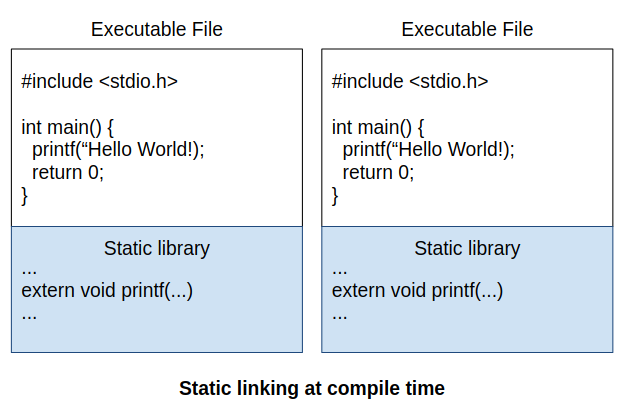 Executable File
#include <stdio.h>
int main() {
printf(“Hello World!);
return 0;
}
Static library
...
extern void printf(...)
...
Executable File
#include <stdio.h>
int main() {
printf(“Hello World!);
return 0;
}
Static library
...
extern void printf(...)
...
Static linking at compile time